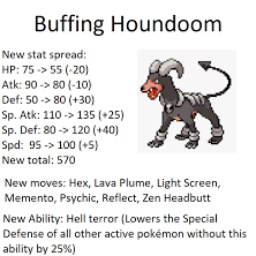 Buffing Houndoom
New stat spread:
HP: 75 -> 55 (-20)
Atk: 90 -> 80 (-10)
Def: 50 -> 80 (+30)
Sp. Atk: 110 -> 135 (+25)
Sp. Def: 80 -> 120 (+40)
Spd: 95 -> 100 (+5)
New total: 570
New moves: Hex, Lava Plume, Light Screen,
Memento, Psychic, Reflect, Zen Headbutt
New Ability: Hell terror (Lowers the Special
Defense of all other active pokémon without this
ability by 25%)